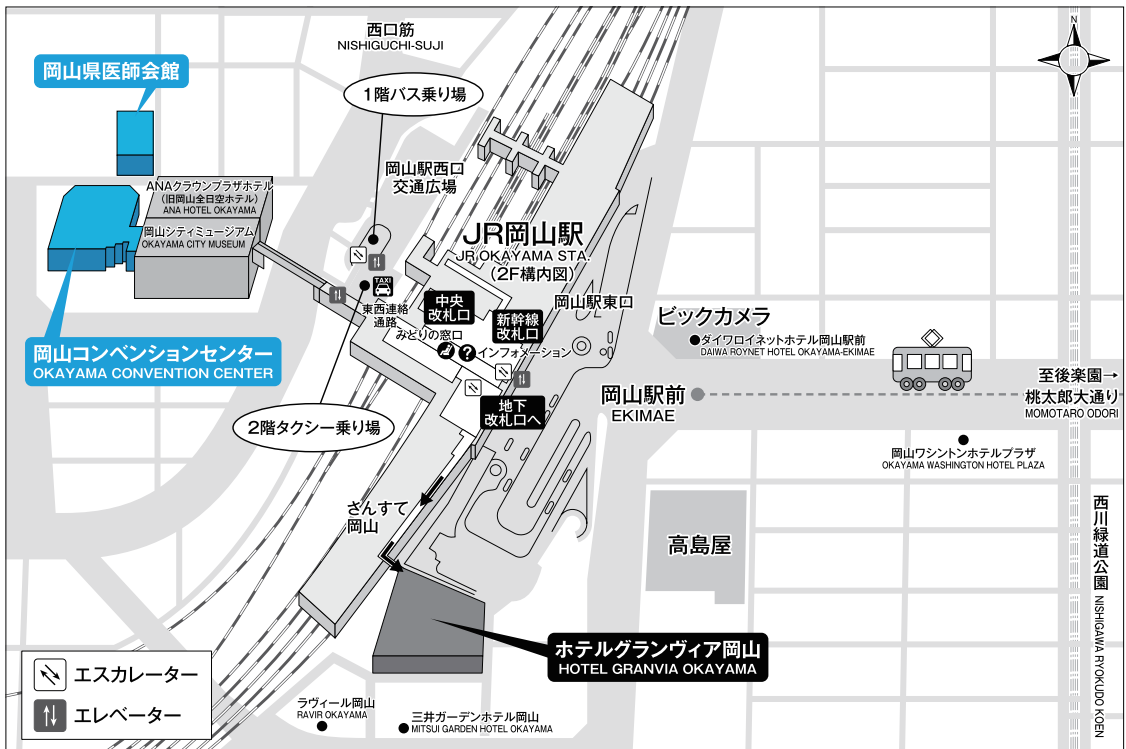 西口筋
NISHIGUCHI-SUJI
N
岡山県医師会館
1階バス乗り場
岡山駅西口
交通広場
ANAクラウンプラザホテル
(旧岡山全日空ホテル)
ANA HOTEL OKAYAMA
岡山シティミュージアム
OKAYAMA CITY MUSEUM
JR岡山駅
JR OKAYAMA STA.
(2F構内図)
TAXI
東西連絡
通路
中央
改札口
新幹線
改札口
岡山駅東口
みどりの窓口
?
インフォメーション
地下
改札口へ
岡山コンベンションセンター
OKAYAMA CONVENTION CENTER
2階タクシー乗り場
ビックカメラ
ダイワロイネットホテル岡山駅前
DAIWA ROYNET HOTEL OKAYAMA-EKIMAE
岡山駅前
EKIMAE
至後楽園→
桃太郎大通り
MOMOTARO ODORI
岡山ワシントンホテルプラザ
OKAYAMA WASHINGTON HOTEL PLAZA
さんすて
岡山
高島屋
西川緑道公園 NISHIGAWA RYOKUDO KOEN
ホテルグランヴィア岡山
HOTEL GRANVIA OKAYAMA
エスカレーター
エレベーター
ラヴィール岡山
RAVIR OKAYAMA
三井ガーデンホテル岡山
MITSUI GARDEN HOTEL OKAYAMA